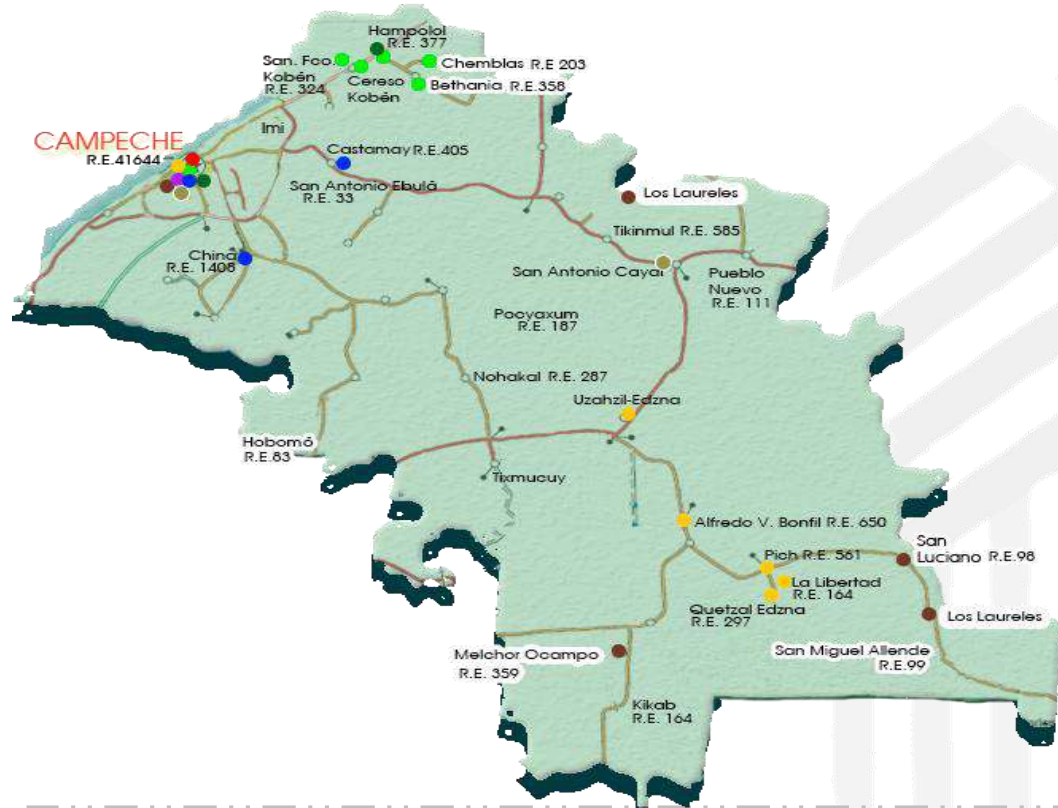 Hampolol
R.E. 377
San. Fco.
Kobén
R.E. 324
Cereso
Kobén
Chemblas R.E 203
Bethania R.E.358
Imi
CAMPECHE
R.E.41644
Castamay R.E.405
San Antonio Ebulá
R.E. 33
Los Laureles
Tikinmul R.E. 585
Chiná
R.E. 1408
San Antonio Cayal
Pueblo
Nuevo
R.E. 111
Pocyaxum
R.E. 187
Nohakal R.E. 287
Uzahzil-Edzna
Hobomó
R.E.83
Tixmucuy
Alfredo V. Bonfil R.E. 650
San
Luciano R.E.98
Pich R.E. 561
La Libertad
R.E. 164
Quetzal Edzna
R.E. 297
Los Laureles
Melchor Ocampo
R.E. 359
San Miguel Allende
R.E.99
Kikab
R.E. 164